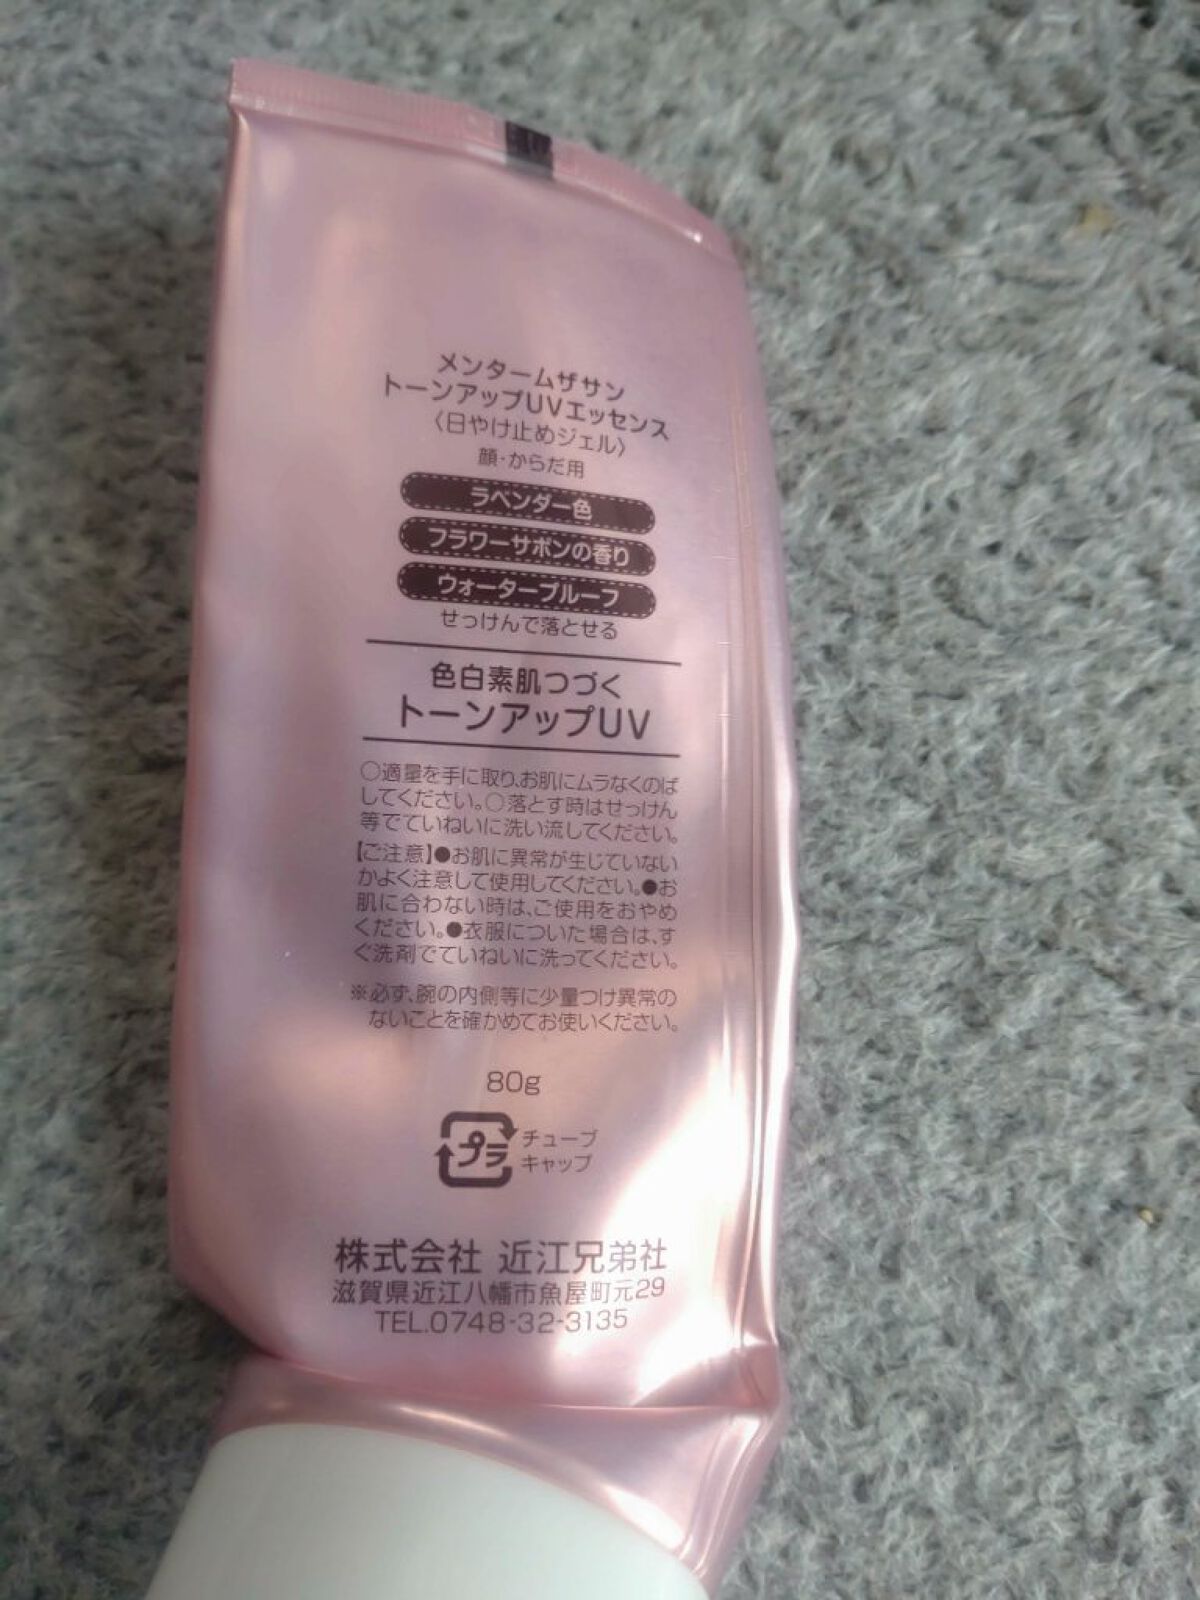 メンタームザサン
トーンアップUVエッセンス
〈日やけ止めジェル〉
顔・からだ用
ラベンダー色
フラワーサボンの香り
ウォータープルーフ
せっけんで落とせる
色白素肌つづく
トーンアップUV
○適量を手に取り、お肌にムラなくのば
してください。○落とす時はせっけん
等でていねいに洗い流してください。
【ご注意】●お肌に異常が生じていない
かよく注意して使用してください。●お
肌に合わない時は、ご使用をおやめ
ください。●衣服についた場合は、す
ぐ洗剤でていねいに洗ってください。
※必ず、腕の内側等に少量つけ異常の
ないことを確かめてお使いください。
80g
プラ
チューブ
キャップ
株式会社 近江兄弟社
滋賀県近江八幡市魚屋町元29
TEL.0748-32-3135